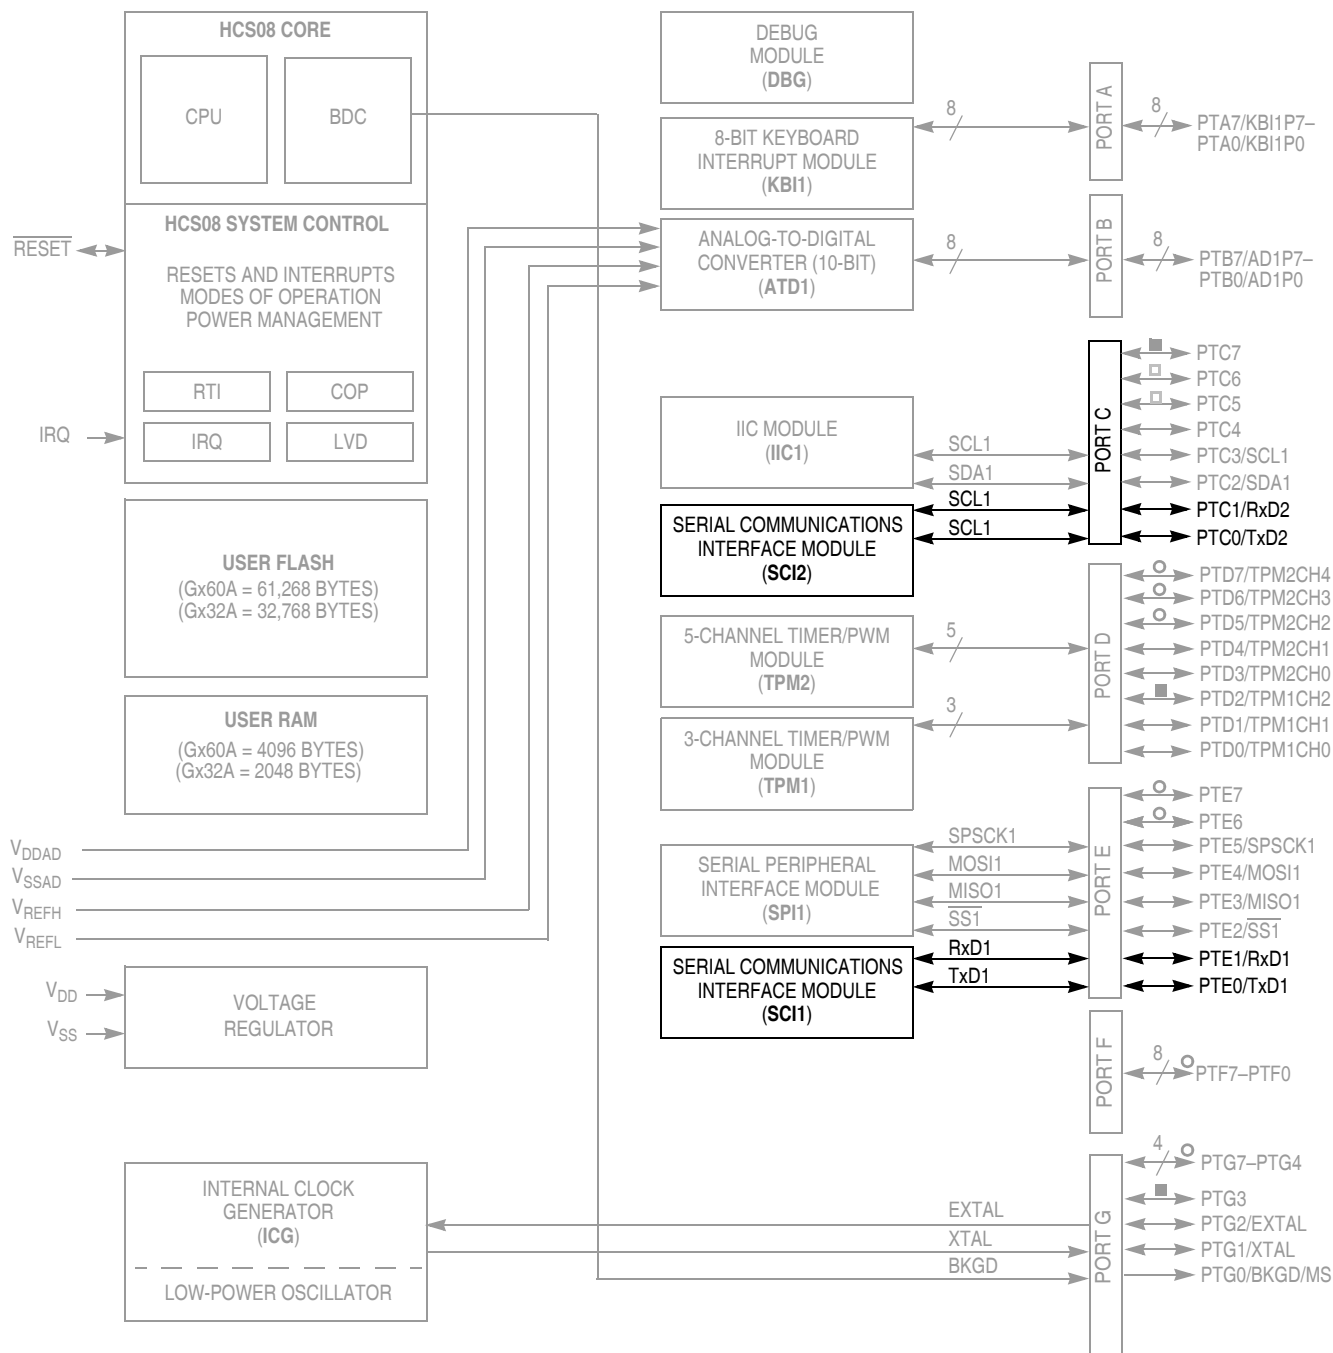 HCS08 CORE
CPU
BDC
HCS08 SYSTEM CONTROL
RESETS AND INTERRUPTS
MODES OF OPERATION
POWER MANAGEMENT
RTI
COP
IRQ
LVD
RESET
IRQ
USER FLASH
(Gx60A = 61,268 BYTES)
(Gx32A = 32,768 BYTES)
USER RAM
(Gx60A = 4096 BYTES)
(Gx32A = 2048 BYTES)
VDDAD
VSSAD
VREFH
VREFL
VDD
VSS
VOLTAGE
REGULATOR
INTERNAL CLOCK
GENERATOR
(ICG)
LOW-POWER OSCILLATOR
DEBUG
MODULE
(DBG)
8-BIT KEYBOARD
INTERRUPT MODULE
(KBI1)
ANALOG-TO-DIGITAL
CONVERTER (10-BIT)
(ATD1)
IIC MODULE
(IIC1)
SERIAL COMMUNICATIONS
INTERFACE MODULE
(SCI2)
5-CHANNEL TIMER/PWM
MODULE
(TPM2)
3-CHANNEL TIMER/PWM
MODULE
(TPM1)
SERIAL PERIPHERAL
INTERFACE MODULE
(SPI1)
SERIAL COMMUNICATIONS
INTERFACE MODULE
(SCI1)
8
8
SCL1
SDA1
SCL1
SCL1
5
3
SPSCK1
MOSI1
MISO1
SS1
RxD1
TxD1
EXTAL
XTAL
BKGD
PORT A
8
PTA7/KBI1P7–
PTA0/KBI1P0
PORT B
8
PTB7/AD1P7–
PTB0/AD1P0
PORT C
PTC7
PTC6
PTC5
PTC4
PTC3/SCL1
PTC2/SDA1
PTC1/RxD2
PTC0/TxD2
PORT D
PTD7/TPM2CH4
PTD6/TPM2CH3
PTD5/TPM2CH2
PTD4/TPM2CH1
PTD3/TPM2CH0
PTD2/TPM1CH2
PTD1/TPM1CH1
PTD0/TPM1CH0
PORT E
PTE7
PTE6
PTE5/SPSCK1
PTE4/MOSI1
PTE3/MISO1
PTE2/SS1
PTE1/RxD1
PTE0/TxD1
PORT F
8
PTF7–PTF0
PORT G
4
PTG7–PTG4
PTG3
PTG2/EXTAL
PTG1/XTAL
PTG0/BKGD/MS